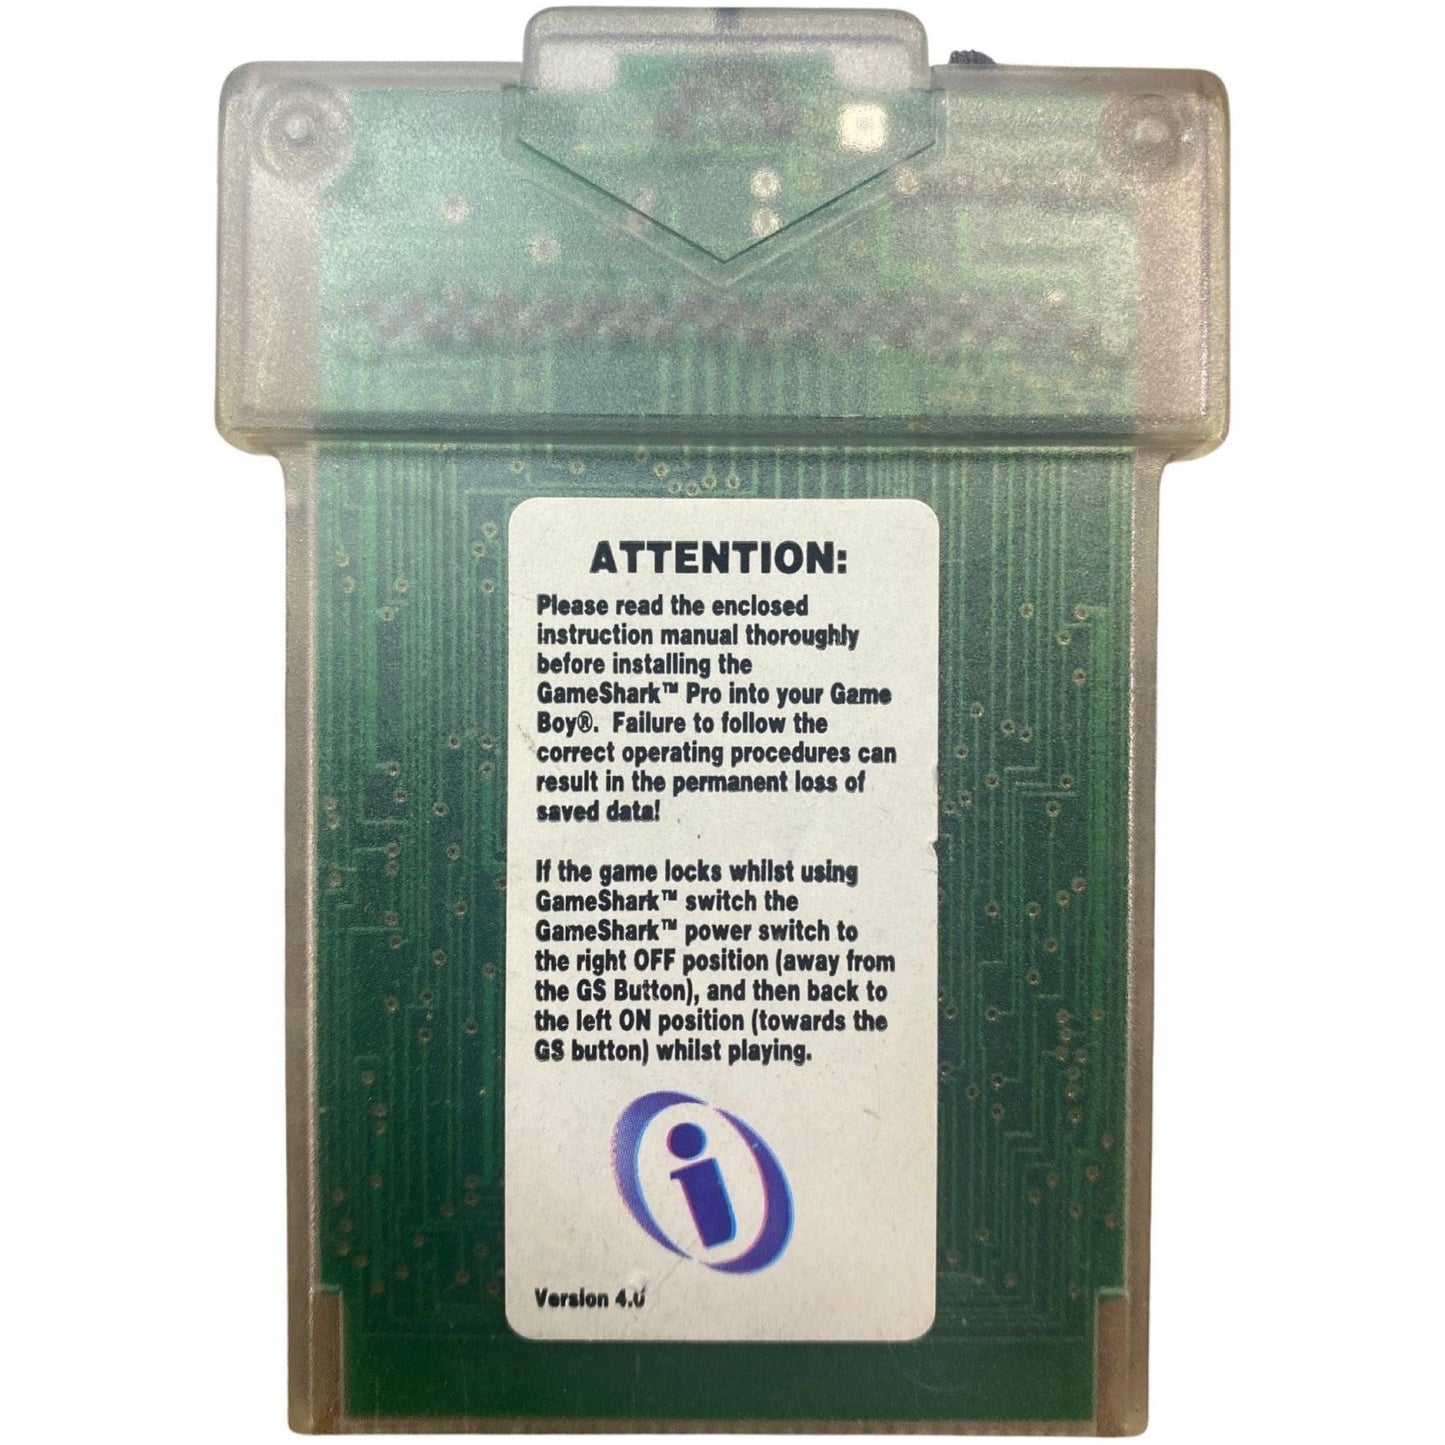 ATTENTION:
Please read the enclosed
instruction manual thoroughly
before installing the
GameShark™ Pro into your Game
Boy®. Failure to follow the
correct operating procedures can
result in the permanent loss of
saved data!
If the game locks whilst using
GameShark™ switch the
GameShark™ power switch to
the right OFF position (away from
the GS Button), and then back to
the left ON position (towards the
GS button) whilst playing.
i
Version 4.0